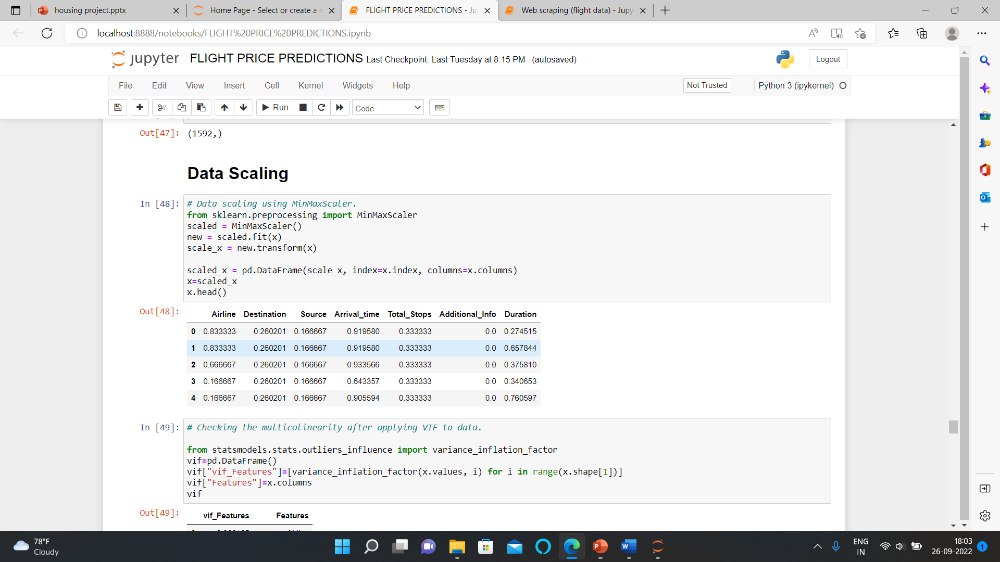 housing project.pptx
Home Page - Select or create a n
FLIGHT PRICE PREDICTIONS - Ju
Web scraping (flight data) - Jupy
localhost:8888/notebooks/FLIGHT%20PRICE%20PREDICTIONS.ipynb
jupyter FLIGHT PRICE PREDICTIONS Last Checkpoint: Last Tuesday at 8:15 PM (autosaved)
Logout
File Edit View Insert Cell Kernel Widgets Help
Not Trusted
Python 3 (ipykernel)
Run
Code
Out[47]: (1592,)
Data Scaling
In [48]: # Data scaling using MinMaxScaler.
from sklearn.preprocessing import MinMaxScaler
scaled = MinMaxScaler()
new = scaled.fit(x)
scale_x = new.transform(x)
scaled_x = pd.DataFrame(scale_x, index=x.index, columns=x.columns)
x=scaled_x
x.head()
Out[48]:
Airline Destination Source Arrival_time Total_Stops Additional_Info Duration
0 0.833333 0.260201 0.166667 0.919580 0.333333 0.0 0.274515
1 0.833333 0.260201 0.166667 0.919580 0.333333 0.0 0.657844
2 0.666667 0.260201 0.166667 0.933566 0.333333 0.0 0.375810
3 0.166667 0.260201 0.166667 0.643357 0.333333 0.0 0.340653
4 0.166667 0.260201 0.166667 0.905594 0.333333 0.0 0.760597
In [49]: # Checking the multicolinearity after applying VIF to data.
from statsmodels.stats.outliers_influence import variance_inflation_factor
vif=pd.DataFrame()
vif["vif_Features"]=[variance_inflation_factor(x.values, i) for i in range(x.shape[1])]
vif["Features"]=x.columns
vif
Out[49]:
vif_Features Features
78°F
Cloudy
ENG
IN
18:03
26-09-2022
1